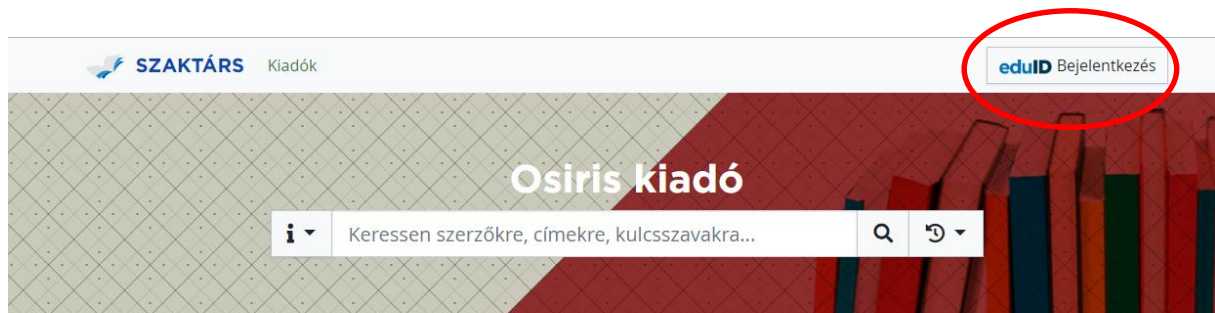 SZAKTÁRS Kiadók eduID Bejelentkezés
Osiris kiadó
i Keressen szerzőkre, címekre, kulcsszavakra...